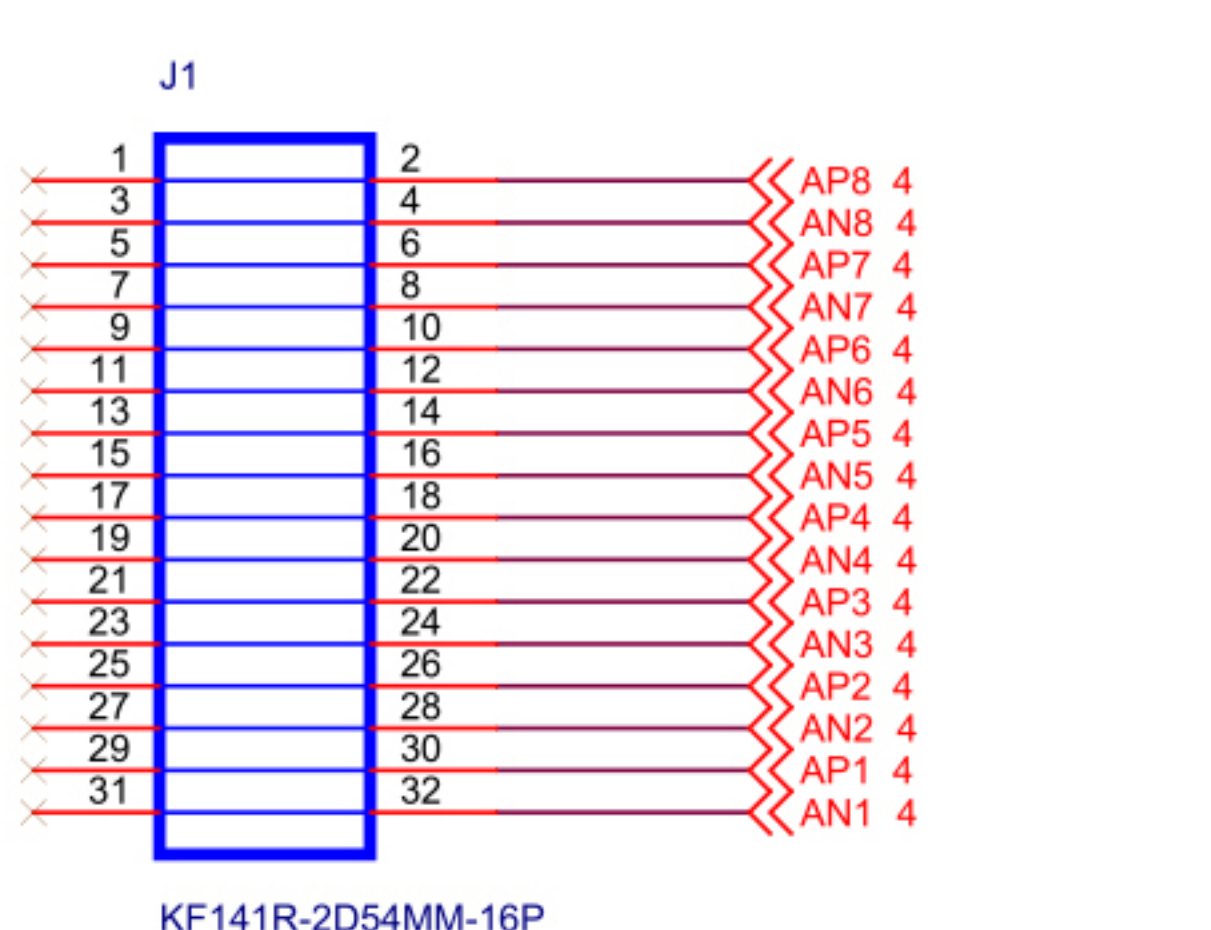 J1
1 2 AP8 4
3 4 AN8 4
5 6 AP7 4
7 8 AN7 4
9 10 AP6 4
11 12 AN6 4
13 14 AP5 4
15 16 AN5 4
17 18 AP4 4
19 20 AN4 4
21 22 AP3 4
23 24 AN3 4
25 26 AP2 4
27 28 AN2 4
29 30 AP1 4
31 32 AN1 4
KF141R-2D54MM-16P